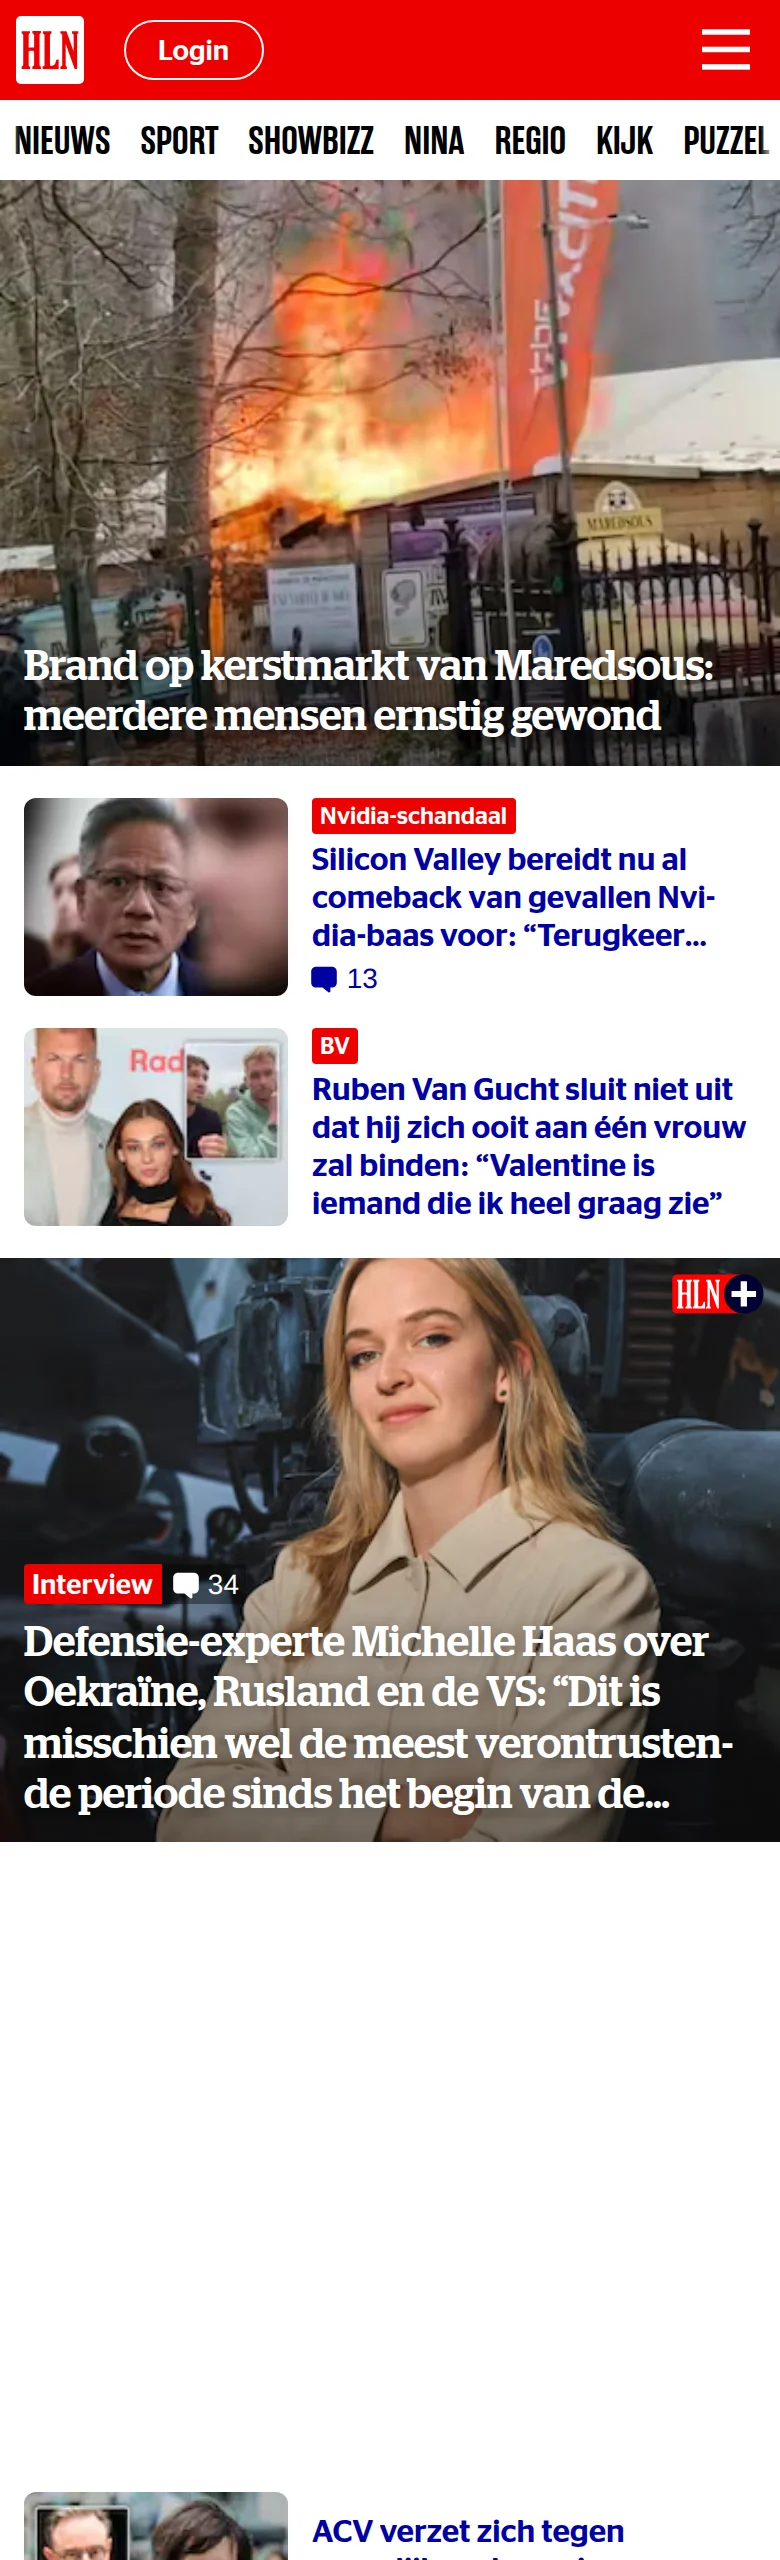 HLN
Login
NIEUWS SPORT SHOWBIZZ NINA REGIO KIJK PUZZEL
the
MAREDSOUS
Brand op kerstmarkt van Maredsous:
meerdere mensen ernstig gewond
Nvidia-schandaal
Silicon Valley bereidt nu al
comeback van gevallen Nvi-
dia-baas voor: “Terugkeer...
13
Rad
BV
Ruben Van Gucht sluit niet uit
dat hij zich ooit aan één vrouw
zal binden: “Valentine is
iemand die ik heel graag zie”
HLN+
Interview 34
Defensie-experte Michelle Haas over
Oekraïne, Rusland en de VS: “Dit is
misschien wel de meest verontrusten-
de periode sinds het begin van de...
ACV verzet zich tegen